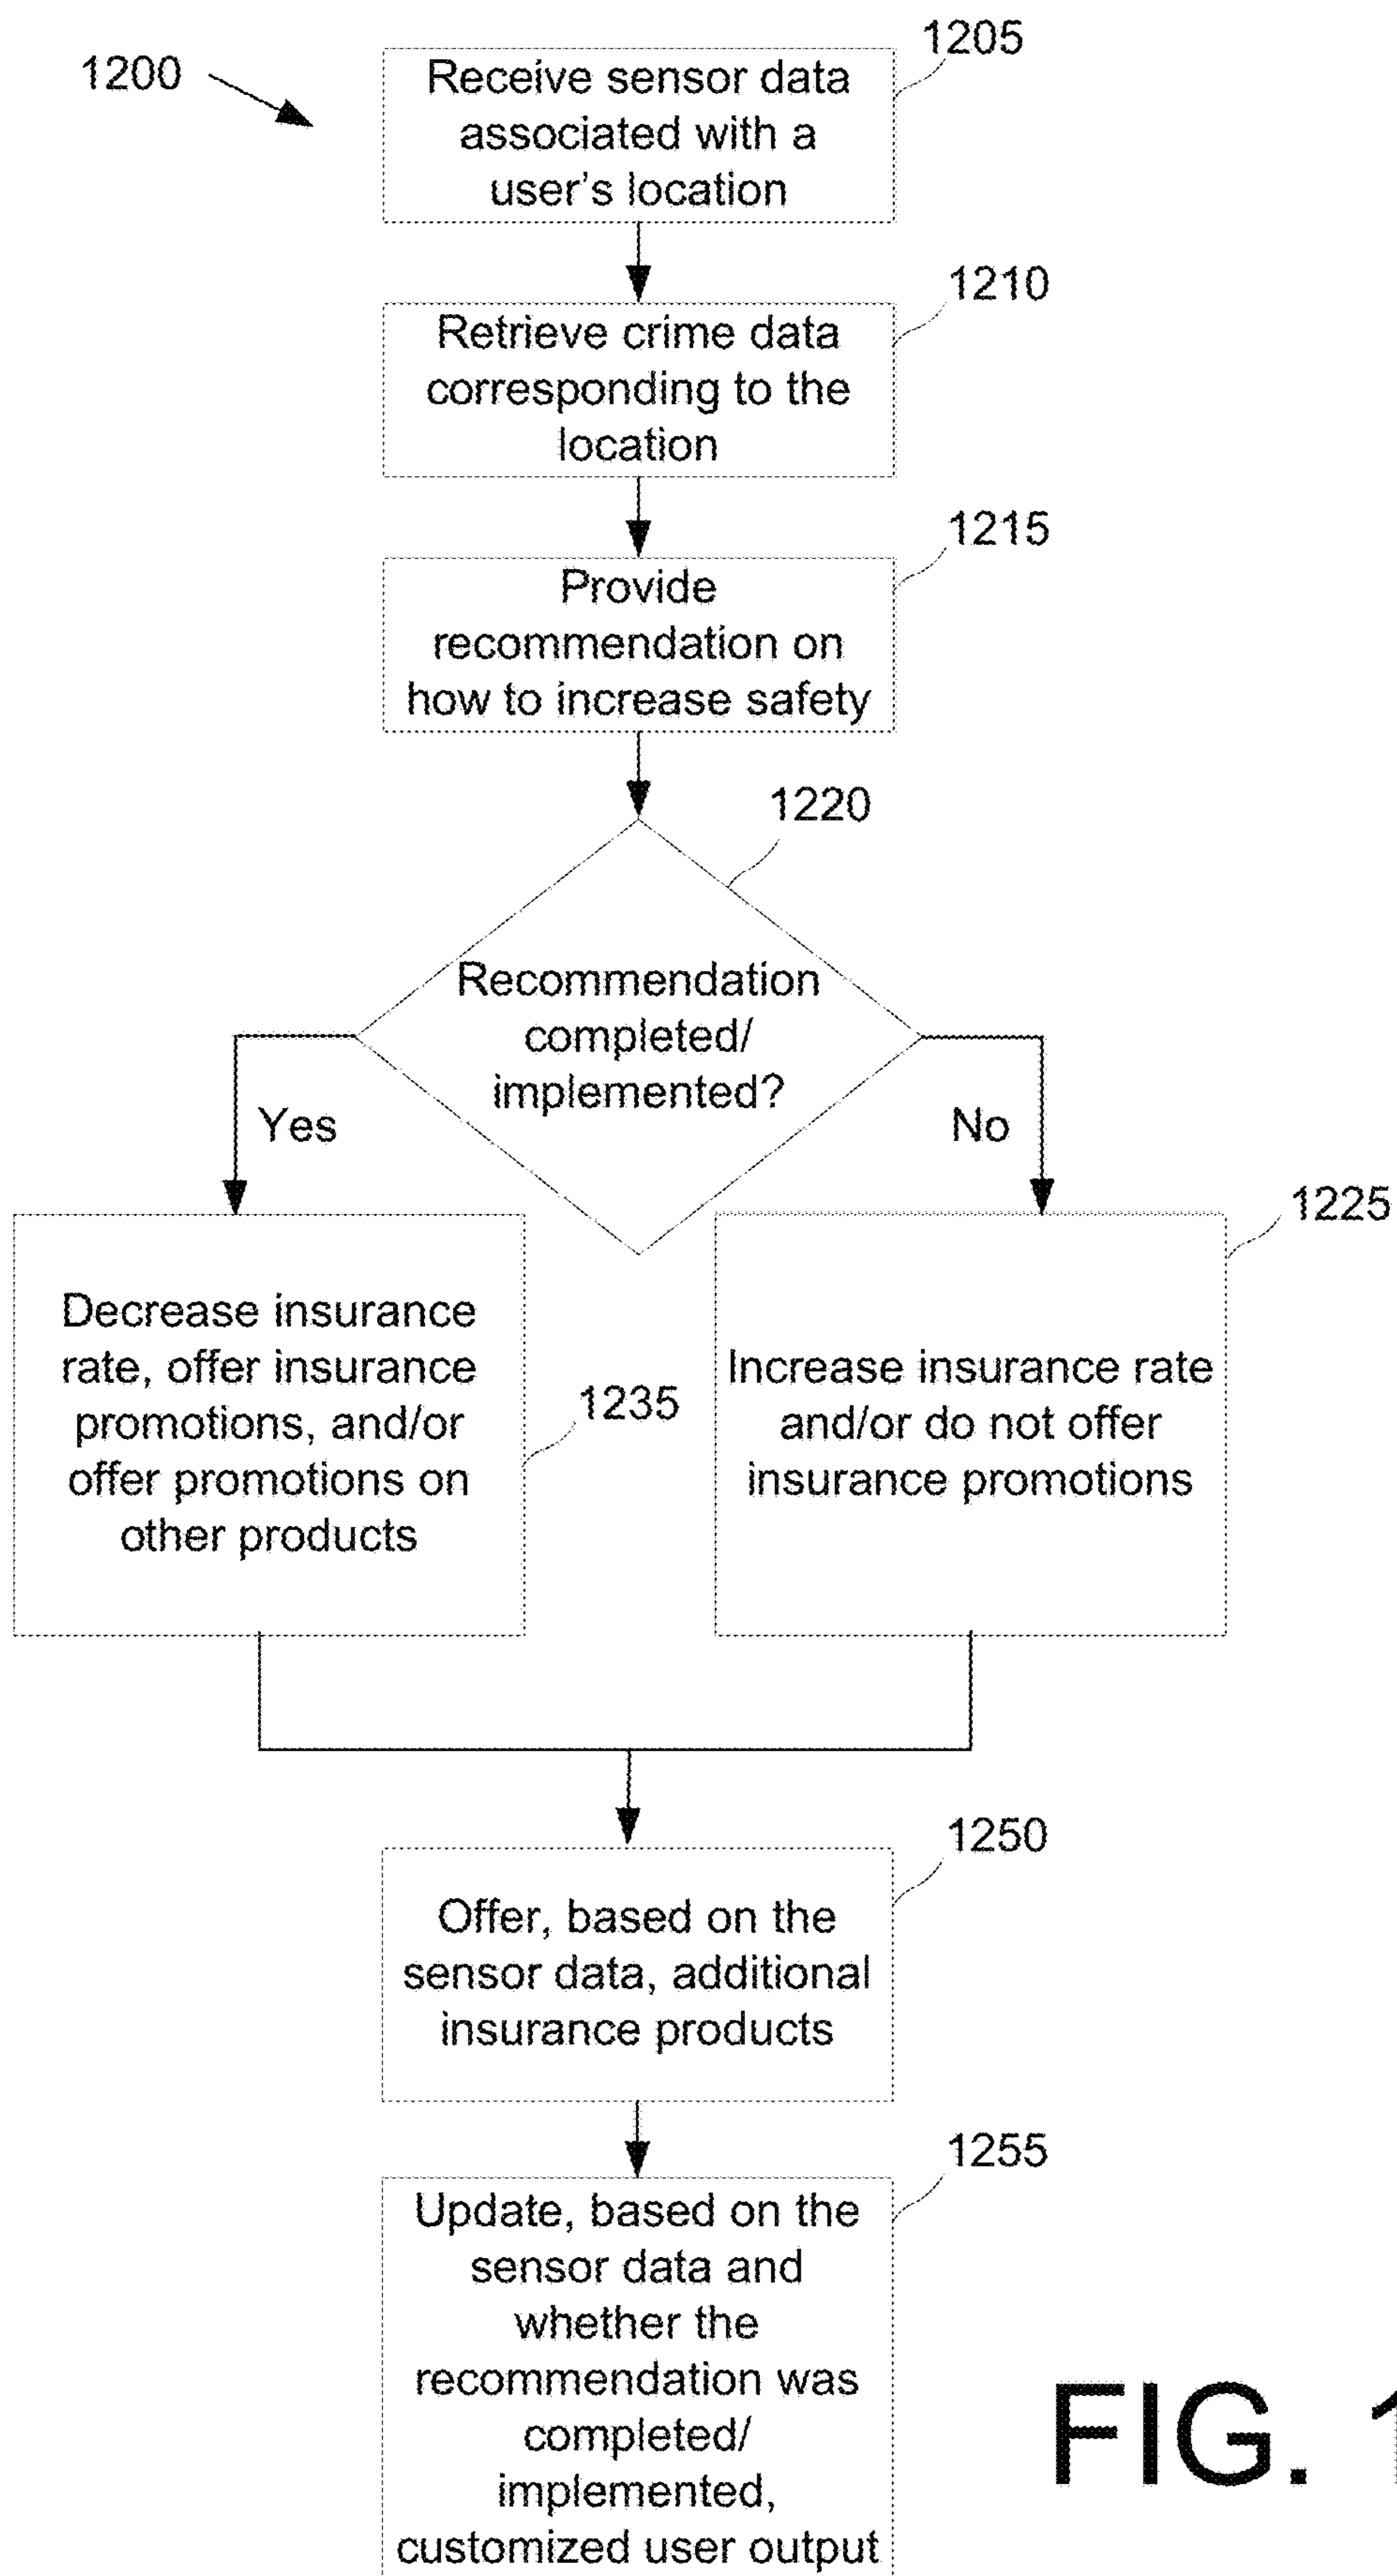 1200
1205
Receive sensor data
associated with a
user's location
1210
Retrieve crime data
corresponding to the
location
1215
Provide
recommendation on
how to increase safety
1220
Recommendation
completed/
implemented?
Yes
No
1225
Decrease insurance
rate, offer insurance
promotions, and/or
offer promotions on
other products
1235
Increase insurance rate
and/or do not offer
insurance promotions
1250
Offer, based on the
sensor data, additional
insurance products
1255
Update, based on the
sensor data and
whether the
recommendation was
completed/
implemented,
customized user output
FIG. 1